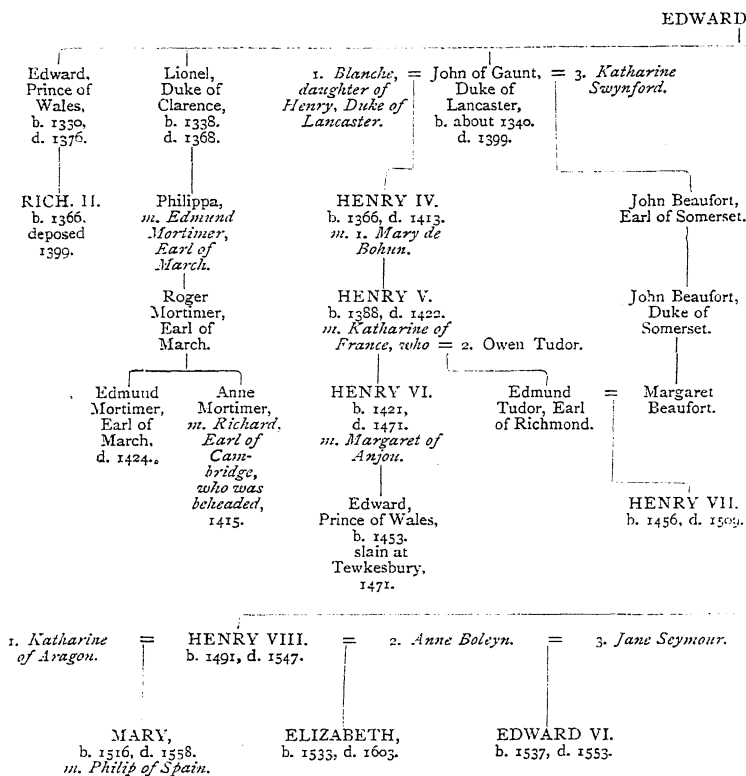 EDWARD
Edward,
Prince of
Wales,
b. 1330,
d. 1376.
Lionel,
Duke of
Clarence,
b. 1338.
d. 1368.
1. Blanche,
daughter of
Henry, Duke of
Lancaster.
=
John of Gaunt,
Duke of
Lancaster,
b. about 1340.
d. 1399.
=
3. Katharine
Swynford.
RICH. II.
b. 1366,
deposed
1399.
Philippa,
m. Edmund
Mortimer,
Earl of
March.
HENRY IV.
b. 1366, d. 1413.
m. 1. Mary de
Bohun.
John Beaufort,
Earl of Somerset.
Roger
Mortimer,
Earl of
March.
HENRY V.
b. 1388, d. 1422.
m. Katharine of
France, who = 2. Owen Tudor.
John Beaufort,
Duke of
Somerset.
Edmund
Mortimer,
Earl of
March,
d. 1424.
Anne
Mortimer,
m. Richard,
Earl of
Cam-
bridge,
who was
beheaded,
1415.
HENRY VI.
b. 1421,
d. 1471.
m. Margaret of
Anjou.
Edmund
Tudor, Earl
of Richmond.
=
Margaret
Beaufort.
Edward,
Prince of Wales,
b. 1453.
slain at
Tewkesbury,
1471.
HENRY VII.
b. 1456, d. 1509.
1. Katharine
of Aragon.
=
HENRY VIII.
b. 1491, d. 1547.
=
2. Anne Boleyn.
=
3. Jane Seymour.
MARY,
b. 1516, d. 1558.
m. Philip of Spain.
ELIZABETH,
b. 1533, d. 1603.
EDWARD VI.
b. 1537, d. 1553.